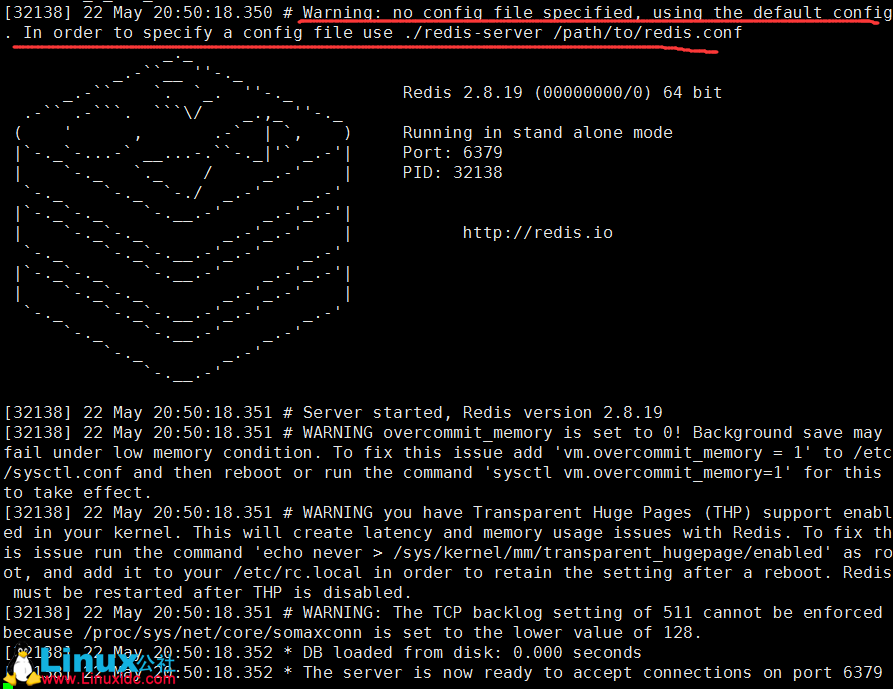 [32138] 22 May 20:50:18.350 # Warning: no config file specified, using the default config
. In order to specify a config file use ./redis-server /path/to/redis.conf
Redis 2.8.19 (00000000/0) 64 bit
Running in stand alone mode
Port: 6379
PID: 32138
http://redis.io
[32138] 22 May 20:50:18.351 # Server started, Redis version 2.8.19
[32138] 22 May 20:50:18.351 # WARNING overcommit_memory is set to 0! Background save may
fail under low memory condition. To fix this issue add 'vm.overcommit_memory = 1' to /etc
/sysctl.conf and then reboot or run the command 'sysctl vm.overcommit_memory=1' for this
to take effect.
[32138] 22 May 20:50:18.351 # WARNING you have Transparent Huge Pages (THP) support enabl
ed in your kernel. This will create latency and memory usage issues with Redis. To fix th
is issue run the command 'echo never > /sys/kernel/mm/transparent_hugepage/enabled' as ro
ot, and add it to your /etc/rc.local in order to retain the setting after a reboot. Redis
must be restarted after THP is disabled.
[32138] 22 May 20:50:18.351 # WARNING: The TCP backlog setting of 511 cannot be enforced
because /proc/sys/net/core/somaxconn is set to the lower value of 128.
[32138] 22 May 20:50:18.352 * DB loaded from disk: 0.000 seconds
[32138] 22 May 20:50:18.352 * The server is now ready to accept connections on port 6379
Linux公社
www.Linuxidc.com